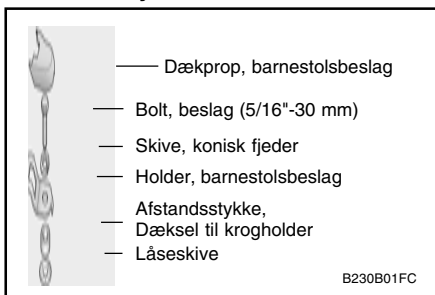 Dækprop, barnestolsbeslag
Bolt, beslag (5/16"-30 mm)
Skive, konisk fjeder
Holder, barnestolsbeslag
Afstandsstykke,
Dæksel til krogholder
Låseskive
B230B01FC